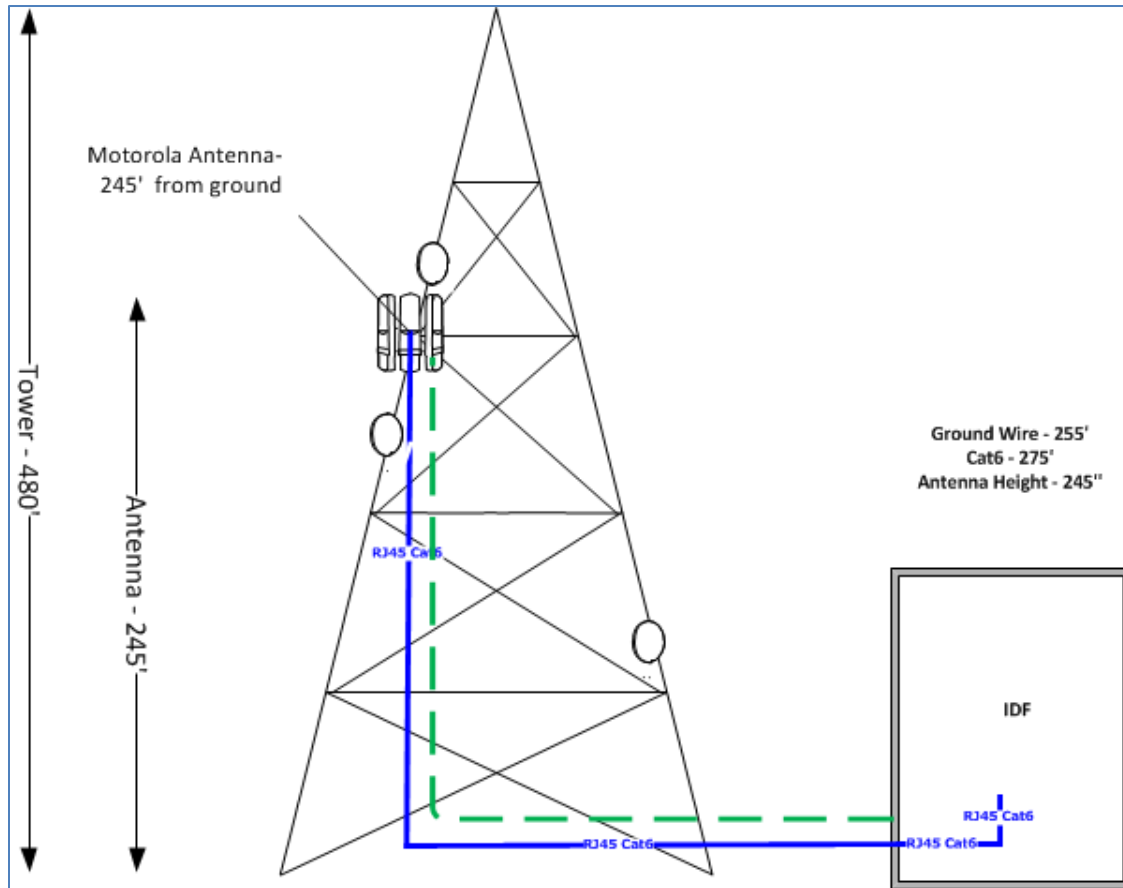 Motorola Antenna-
245'  from ground
Tower - 480'
Antenna - 245'
Ground Wire - 255'
Cat6 - 275'
Antenna Height - 245"
RJ45 Cat6
IDF
RJ45 Cat6
RJ45 Cat6
RJ45 Cat6